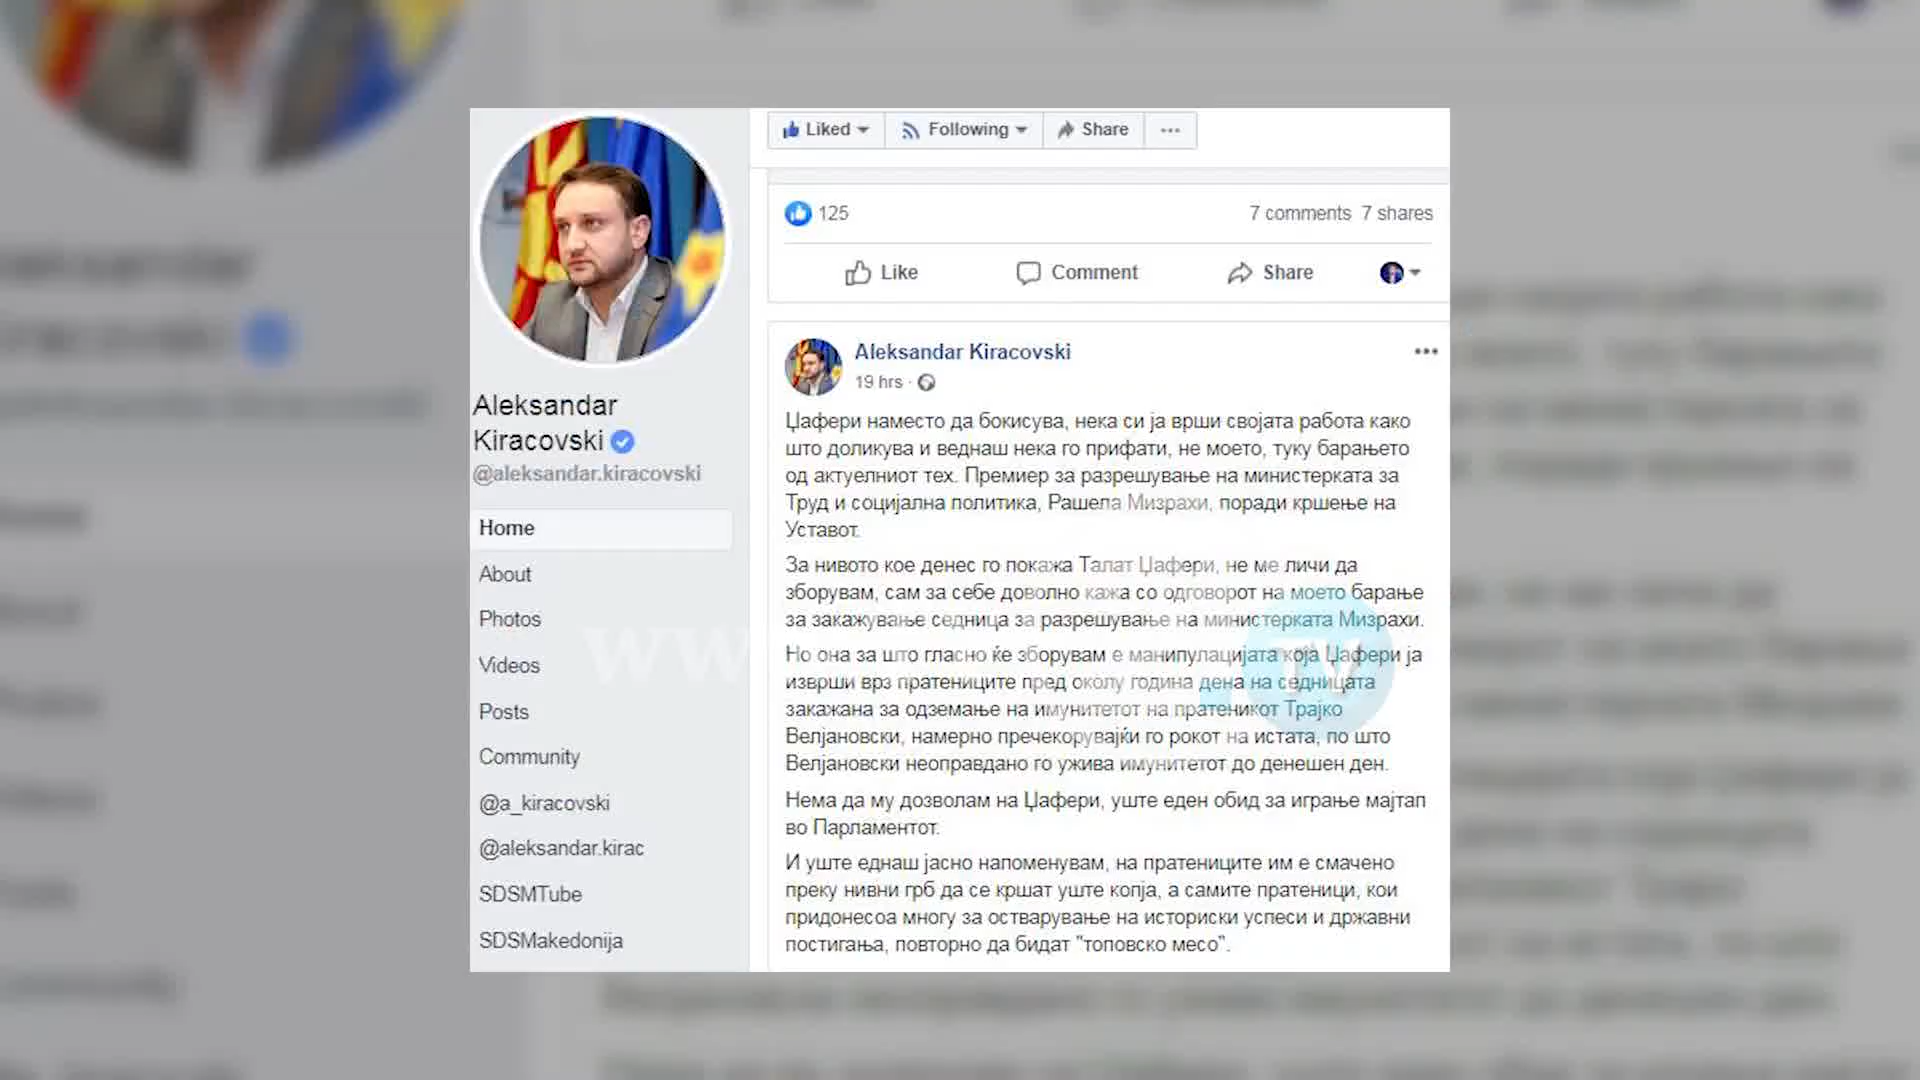 Aleksandar
Kiracovski
@aleksandar.kiracovski
Home
About
Photos
Videos
Posts
Community
@a_kiracovski
@aleksandar.kirac
SDSMTube
SDSMakedonija
Liked
Following
Share
125
7 comments 7 shares
Like
Comment
Share
Aleksandar Kiracovski
19 hrs
Џафери наместо да бокисува, нека си ја врши својата работа како
што доликува и веднаш нека го прифати, не моето, туку барањето
од актуелниот тех. Премиер за разрешување на министерката за
Труд и социјална политика, Рашела Мизрахи, поради кршење на
Уставот.
За нивото кое денес го покажа Талат Џафери, не ме личи да
зборувам, сам за себе доволно кажа со одговорот на моето барање
за закажување седница за разрешување на министерката Мизрахи.
Но она за што гласно ќе зборувам е манипулацијата која Џафери ја
изврши врз пратениците пред околу година дена на седницата
закажана за одземање на имунитетот на пратеникот Трајко
Велјановски, намерно пречекорувајќи го рокот на истата, по што
Велјановски неоправдано го ужива имунитетот до денешен ден.
Нема да му дозволам на Џафери, уште еден обид за играње мајтап
во Парламентот.
И уште еднаш јасно напоменувам, на пратениците им е смачено
преку нивни грб да се кршат уште копја, а самите пратеници, кои
придонесоа многу за остварување на историски успеси и државни
постигања, повторно да бидат "топовско месо".
TV